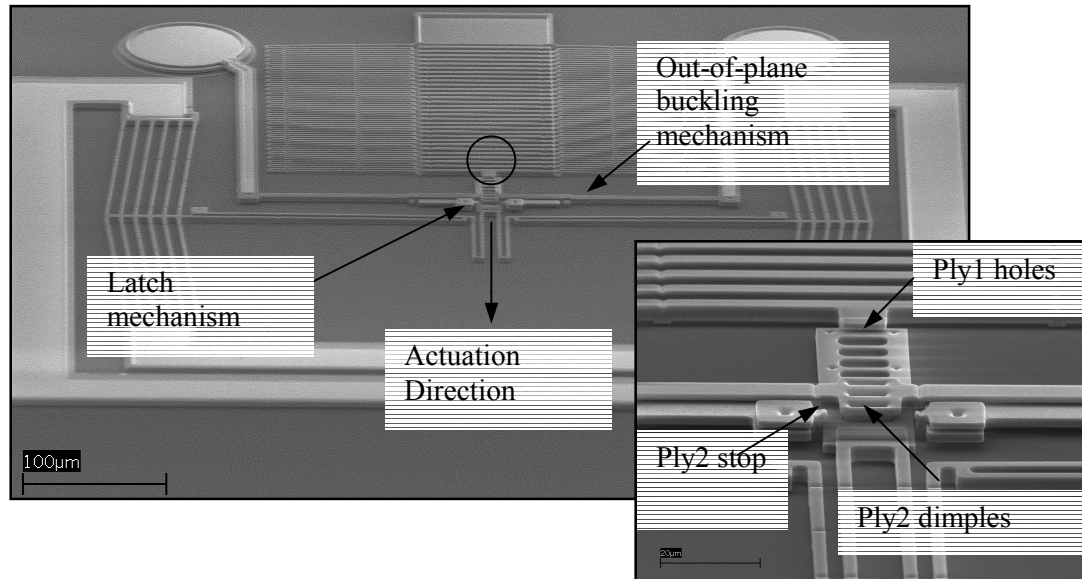 Out-of-plane
buckling
mechanism
Latch
mechanism
Actuation
Direction
100µm
Ply1 holes
Ply2 stop
Ply2 dimples
20µm